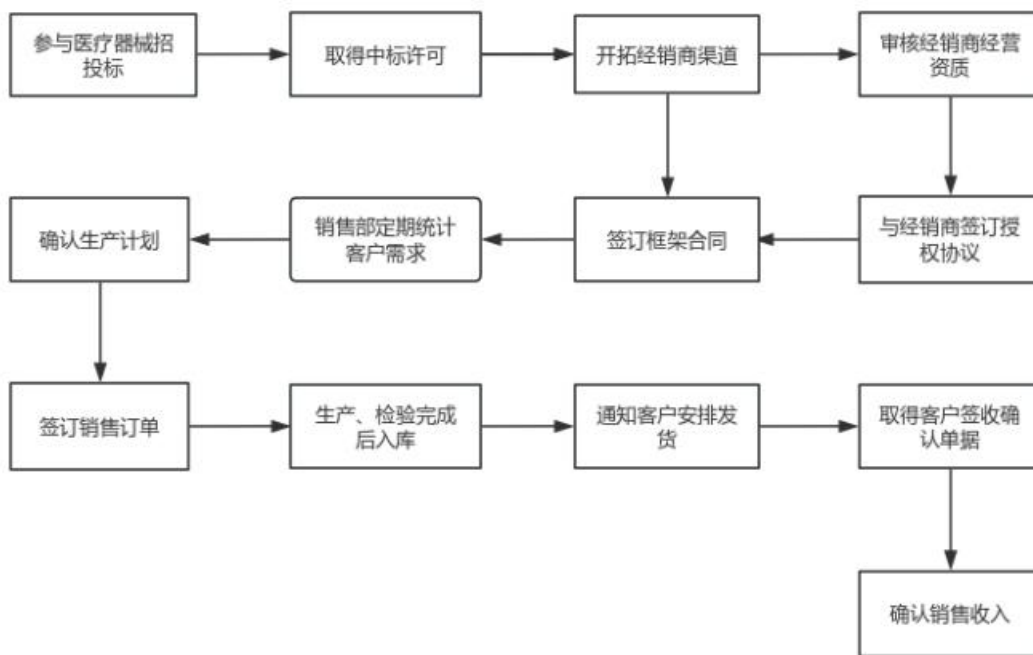 参与医疗器械招
投标
取得中标许可
开拓经销商渠道
审核经销商经营
资质
确认生产计划
销售部定期统计
客户需求
签订框架合同
与经销商签订授
权协议
签订销售订单
生产、检验完成
后入库
通知客户安排发
货
取得客户签收确
认单据
确认销售收入